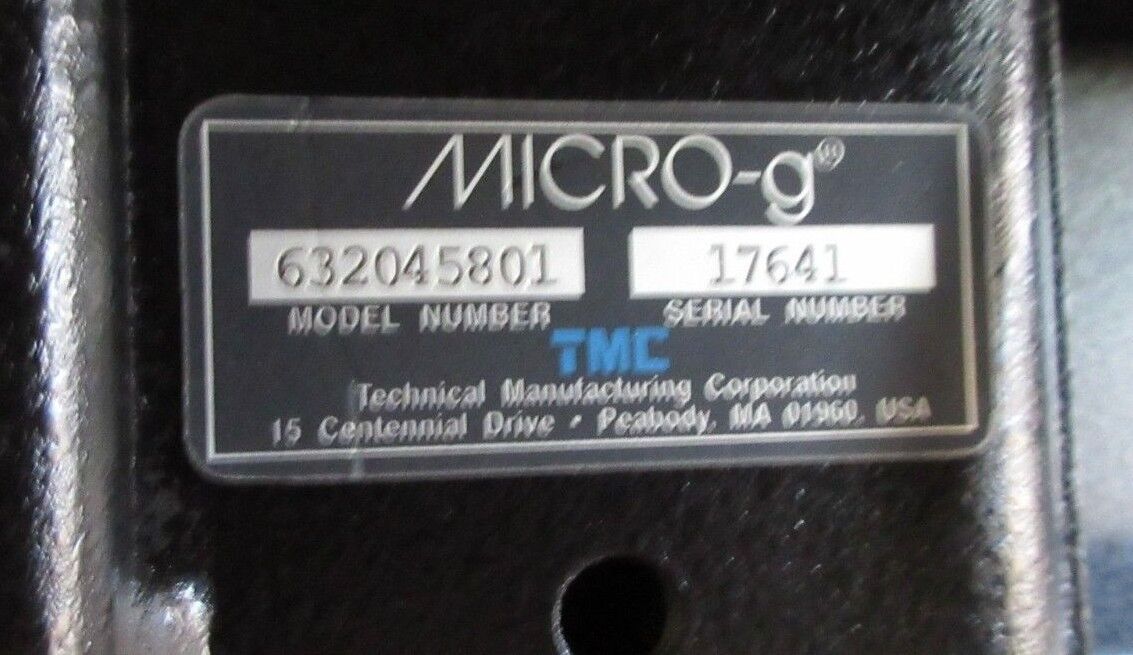 MICRO-g®
632045801 17641
MODEL NUMBER SERIAL NUMBER
TMC
Technical Manufacturing Corporation
15 Centennial Drive · Peabody, MA 01960, USA